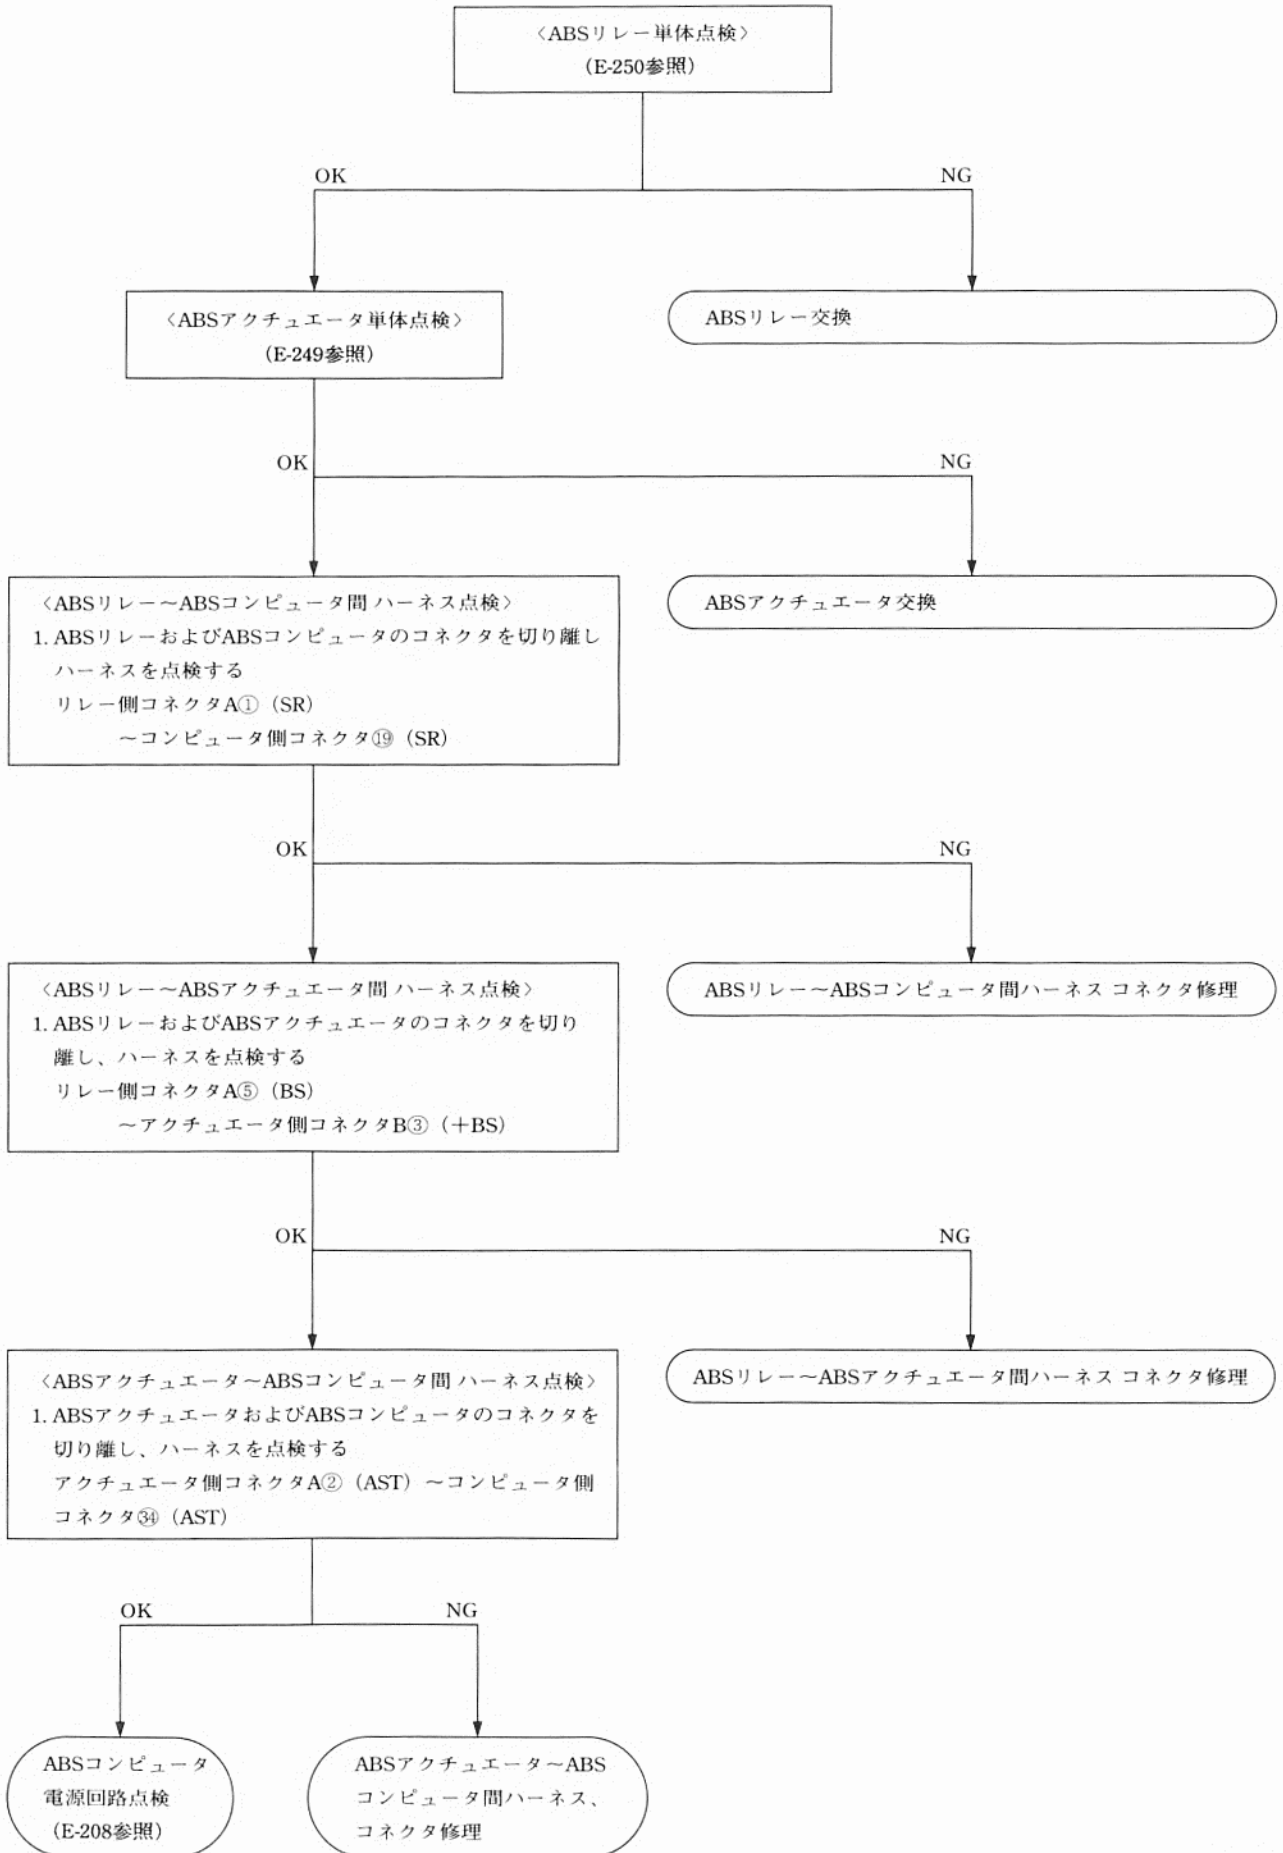 〈ABSリレー単体点検〉
(E-250参照)
OK
NG
〈ABSアクチュエータ単体点検〉
(E-249参照)
ABSリレー交換
OK
NG
〈ABSリレー～ABSコンピュータ間 ハーネス点検〉
1. ABSリレーおよびABSコンピュータのコネクタを切り離し
ハーネスを点検する
リレー側コネクタA①（SR）
～コンピュータ側コネクタ⑲（SR）
ABSアクチュエータ交換
OK
NG
〈ABSリレー～ABSアクチュエータ間 ハーネス点検〉
1. ABSリレーおよびABSアクチュエータのコネクタを切り
離し、ハーネスを点検する
リレー側コネクタA⑤（BS）
～アクチュエータ側コネクタB③（＋BS）
ABSリレー～ABSコンピュータ間ハーネス コネクタ修理
OK
NG
〈ABSアクチュエータ～ABSコンピュータ間 ハーネス点検〉
1. ABSアクチュエータおよびABSコンピュータのコネクタを
切り離し、ハーネスを点検する
アクチュエータ側コネクタA②（AST）～コンピュータ側
コネクタ㉞（AST）
ABSリレー～ABSアクチュエータ間ハーネス コネクタ修理
OK
NG
ABSコンピュータ
電源回路点検
(E-208参照)
ABSアクチュエータ～ABS
コンピュータ間ハーネス、
コネクタ修理